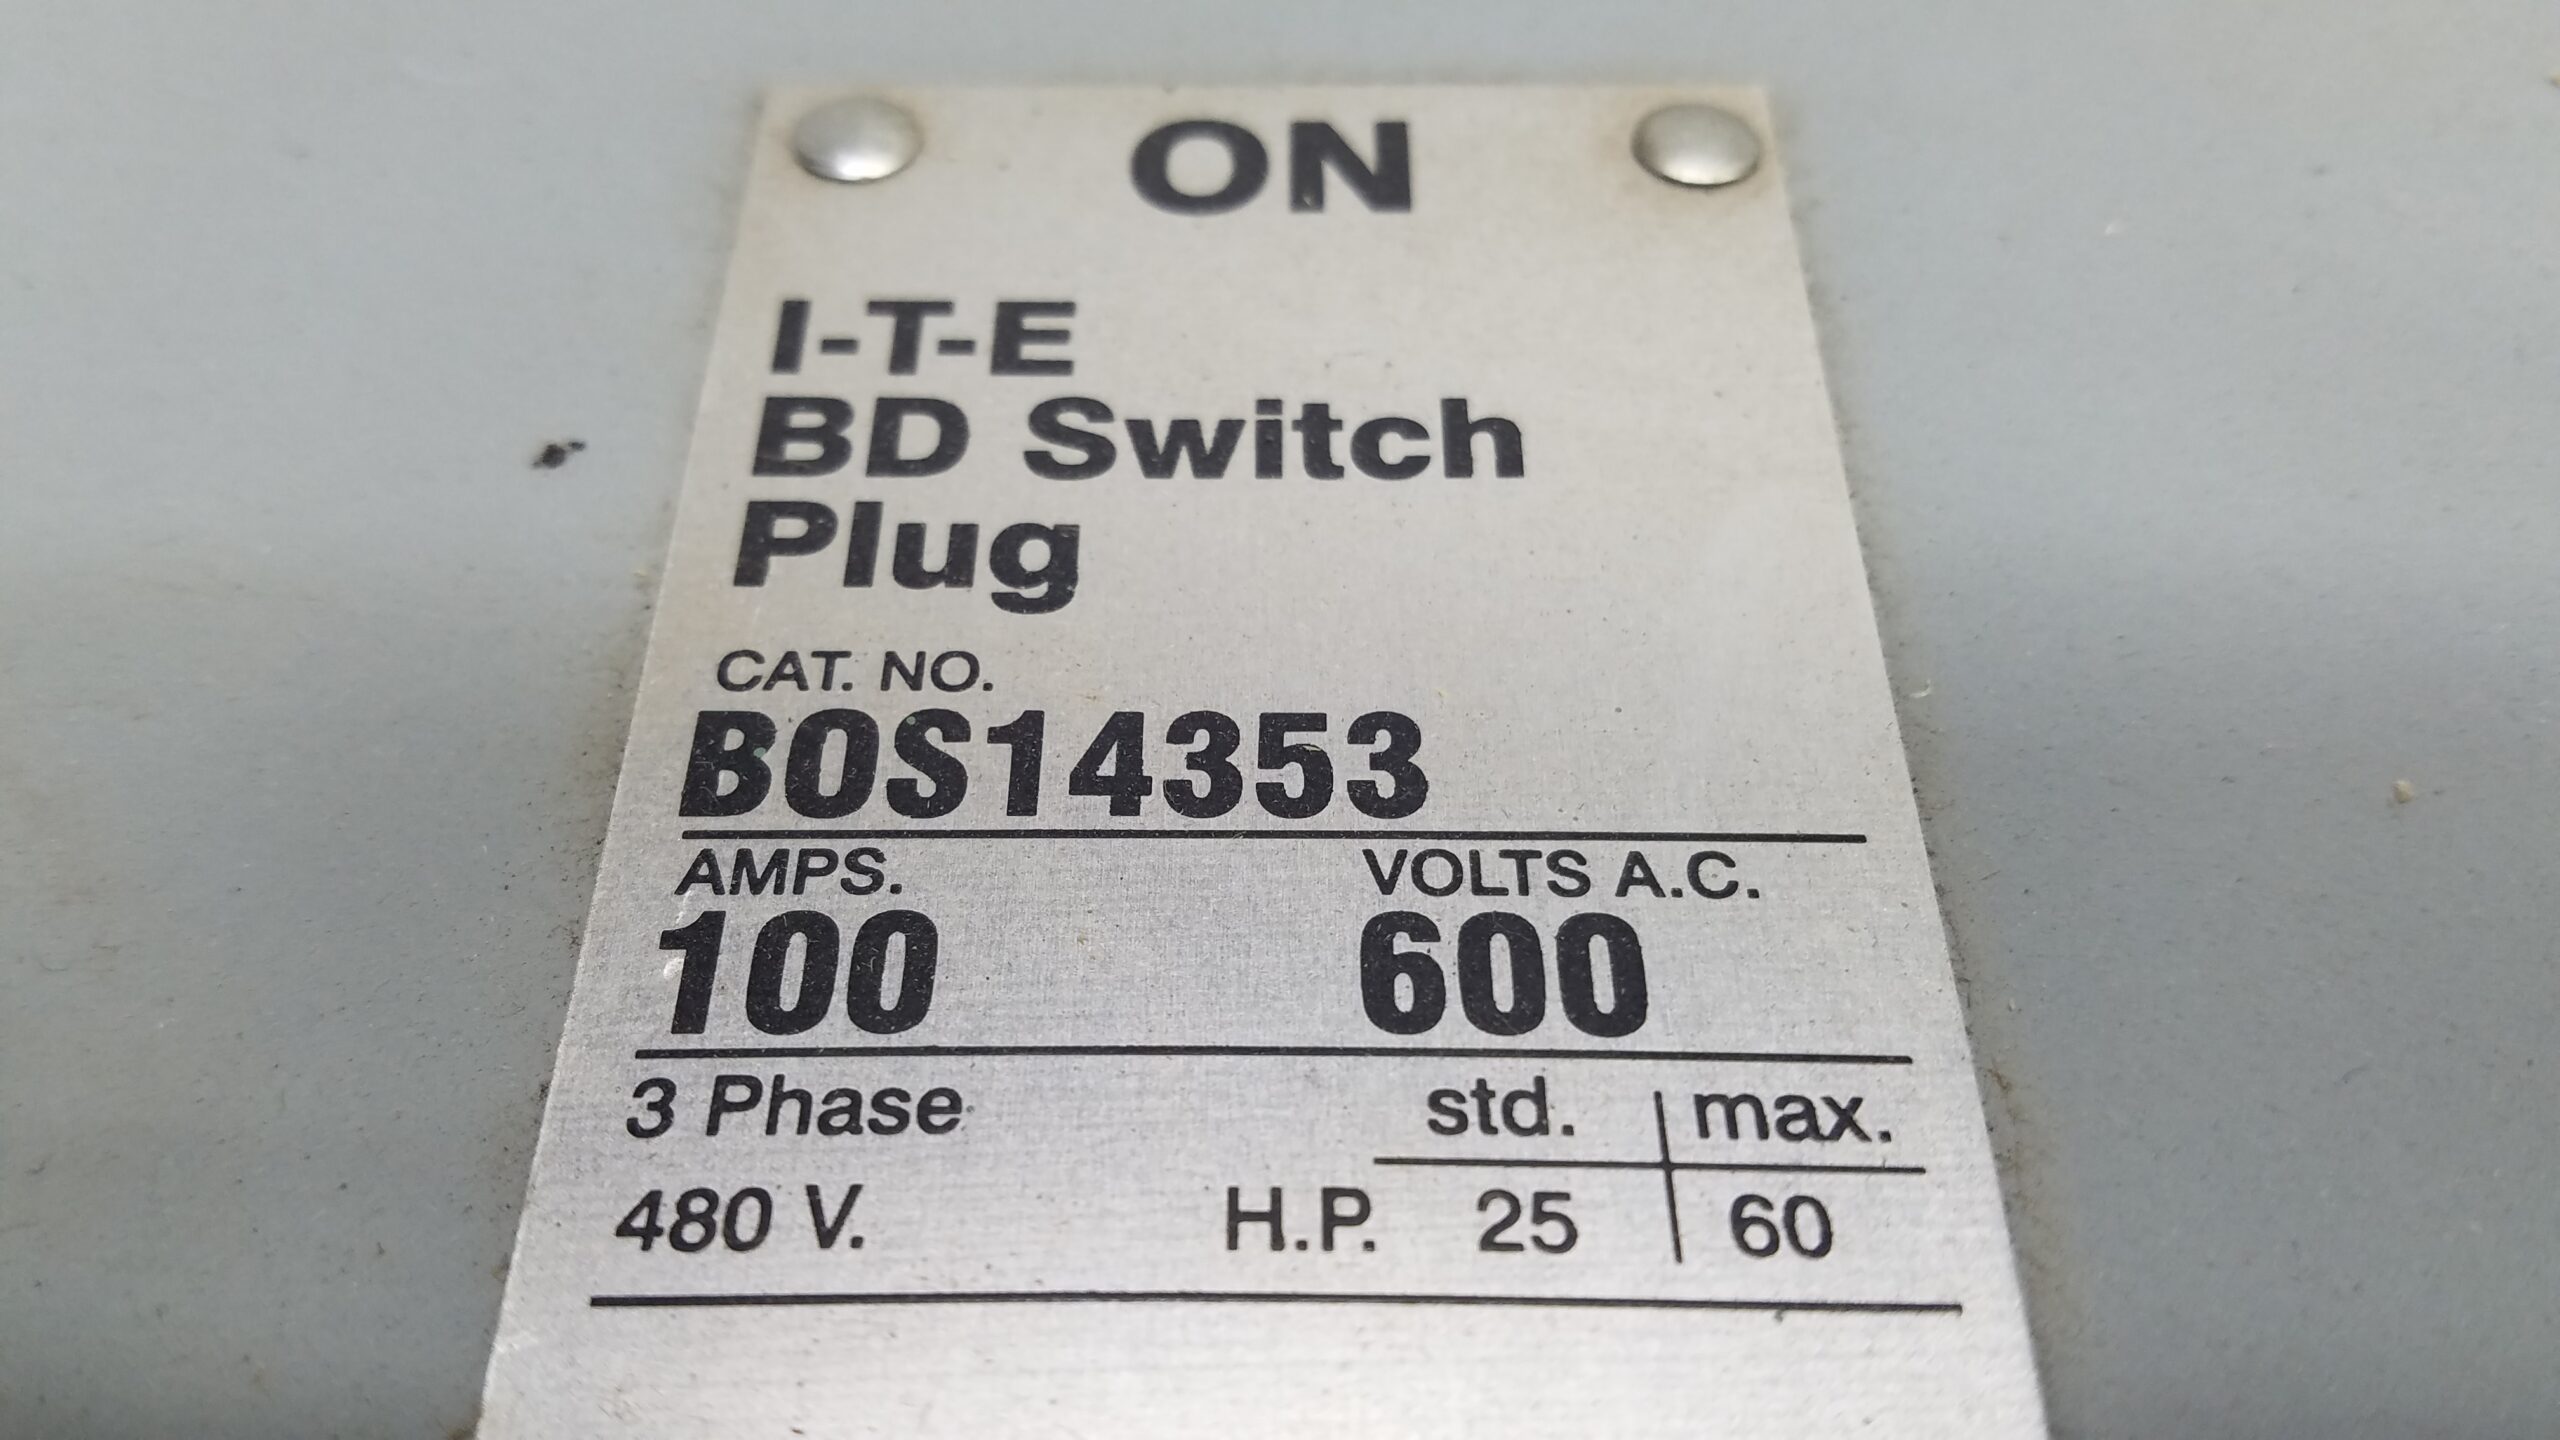 ON
I-T-E
BD Switch
Plug
CAT. NO.
BOS14353
AMPS. VOLTS A.C.
100 600
3 Phase std. max.
480 V. H.P. 25 60